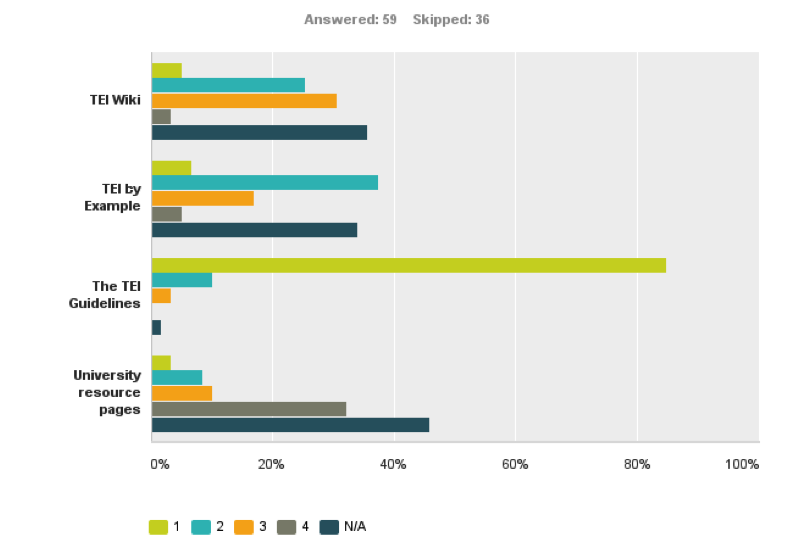 Answered: 59 Skipped: 36
TEI Wiki
TEI by
Example
The TEI
Guidelines
University
resource
pages
0% 20% 40% 60% 80% 100%
1 2 3 4 N/A